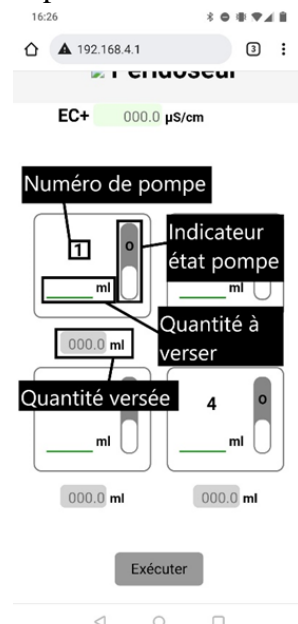 16:26
192.168.4.1
3
EC+ 000.0 µS/cm
Numéro de pompe
1
O
Indicateur
état pompe
ml
ml
Quantité à
verser
000.0 ml
Quantité versée
4
O
ml
ml
000.0 ml
000.0 ml
Exécuter